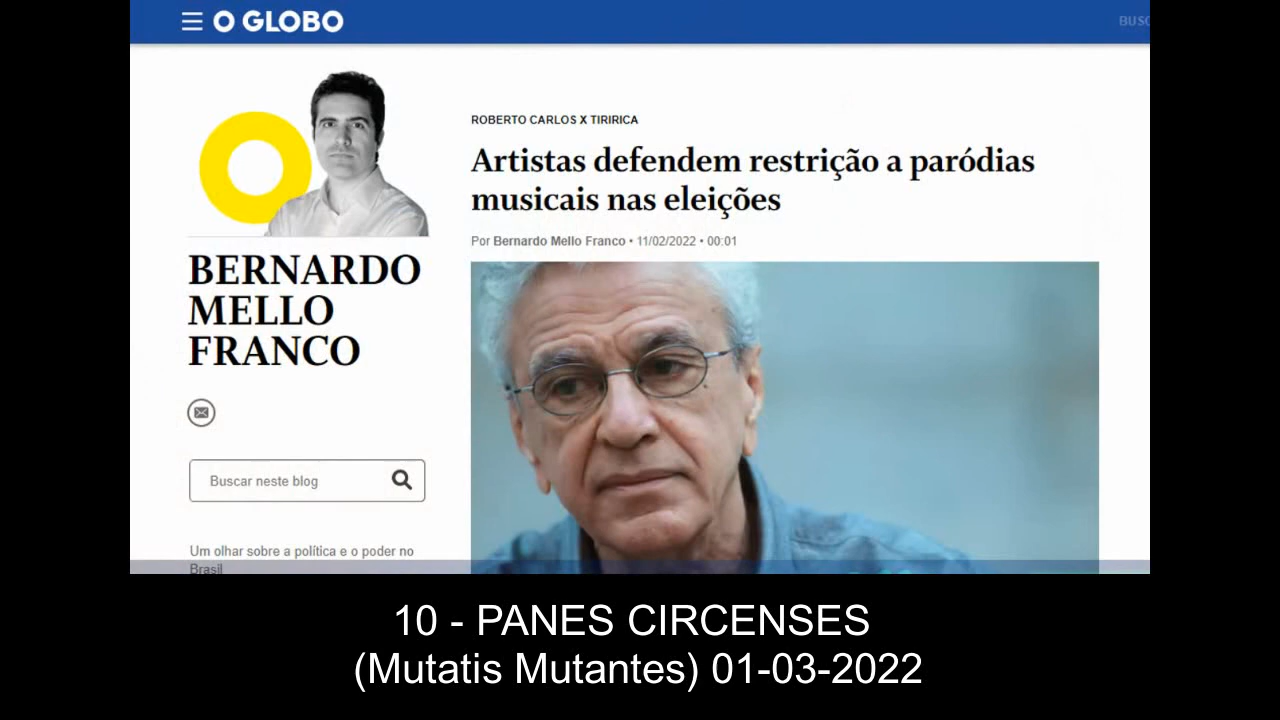 O GLOBO
BUSC
ROBERTO CARLOS X TIRIRICA
Artistas defendem restrição a paródias
musicais nas eleições
Por Bernardo Mello Franco • 11/02/2022 • 00:01
BERNARDO
MELLO
FRANCO
Buscar neste blog
Um olhar sobre a política e o poder no
Brasil
10 - PANES CIRCENSES
(Mutatis Mutantes) 01-03-2022